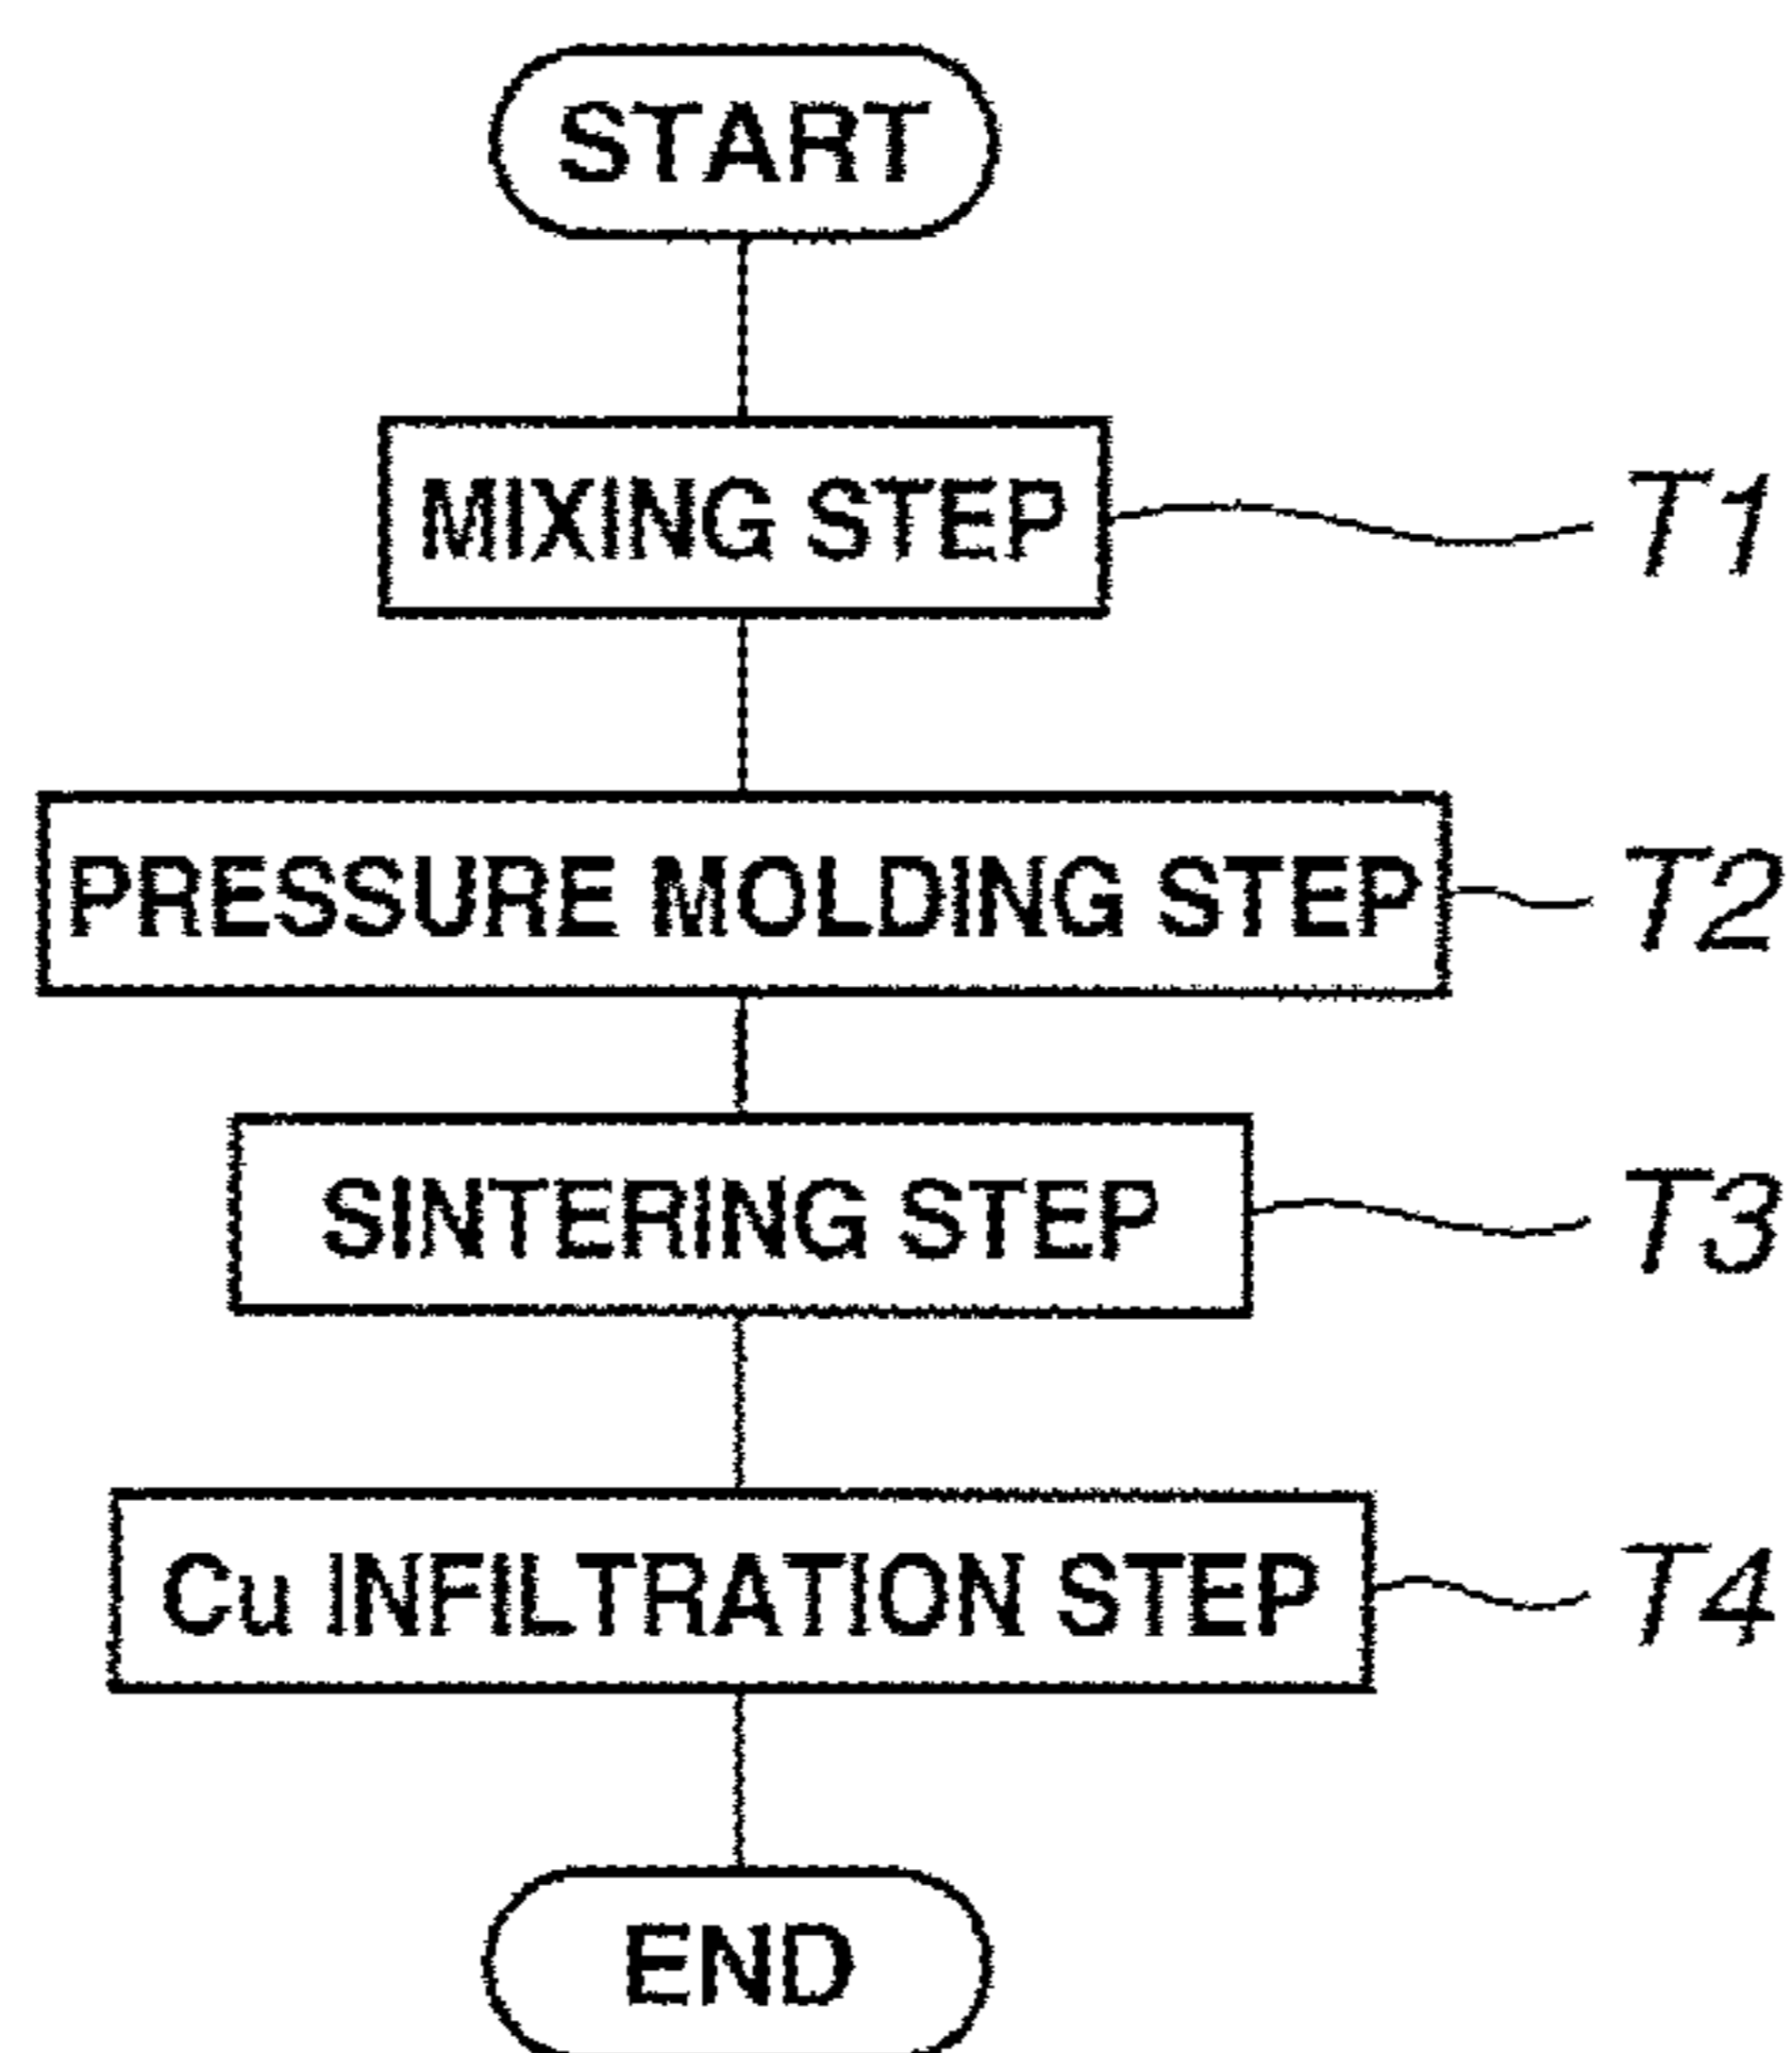 START
MIXING STEP T1
PRESSURE MOLDING STEP T2
SINTERING STEP T3
Cu INFILTRATION STEP T4
END